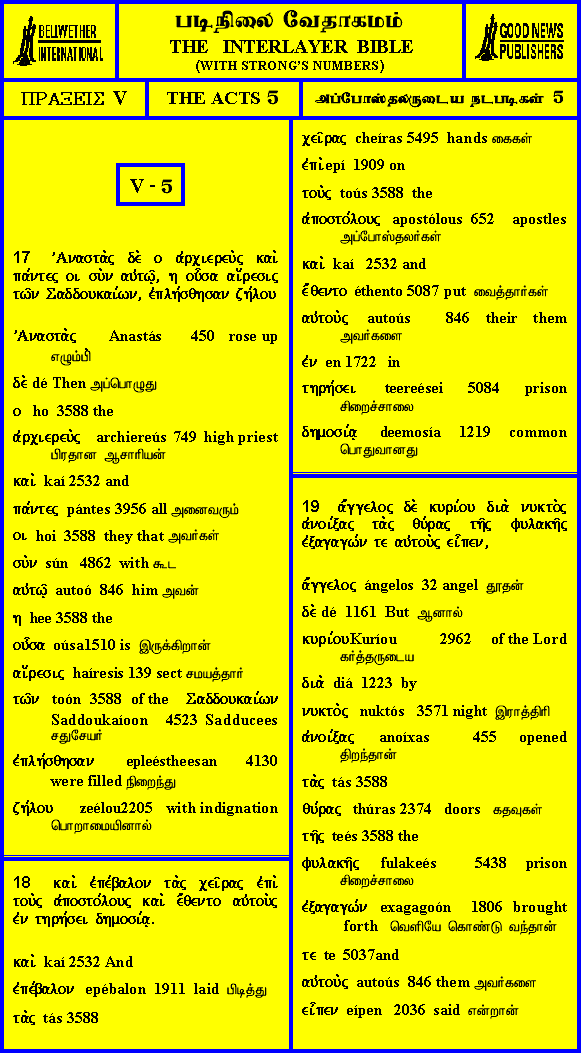 BELLWETHER
INTERNATIONAL
படிநிலை வேதாகமம்
THE INTERLAYER BIBLE
(WITH STRONG'S NUMBERS)
GOOD NEWS
PUBLISHERS
ΠΡΑΞΕΙΣ V
THE ACTS 5
அப்போஸ்தலருடைய நடபடிகள் 5
V - 5
17 Ἀναστὰς δὲ ο ἀρχιερεὺς καὶ
πάντες οι σὺν αὐτῷ, η οὖσα αἵρεσις
τῶν Σαδδουκαίων, ἐπλήσθησαν ζήλου
Ἀναστὰς Anastás 450 rose up
எழும்பி
δὲ dé Then அப்பொழுது
ο ho 3588 the
ἀρχιερεὺς archiereús 749 high priest
பிரதான ஆசாரியன்
καὶ kaí 2532 and
πάντες pántes 3956 all அனைவரும்
οι hoi 3588 they that அவர்கள்
σὺν sún 4862 with கூட
αὐτῷ autoó 846 him அவன்
η hee 3588 the
οὖσα oúsa1510 is இருக்கிறான்
αἵρεσις haíresis 139 sect சமயத்தார்
τῶν toón 3588 of the Σαδδουκαίων
Saddoukaíoon 4523 Sadducees
சதுசேயர்
ἐπλήσθησαν epleéstheesan 4130
were filled நிறைந்து
ζήλου zeélou2205 with indignation
பொறாமையினால்
18 καὶ ἐπέβαλον τὰς χεῖρας ἐπὶ
τοὺς ἀποστόλους καὶ ἔθεντο αὐτοὺς
ἐν τηρήσει δημοσίᾳ.
καὶ kaí 2532 And
ἐπέβαλον epébalon 1911 laid பிடித்து
τὰς tás 3588
χεῖρας cheíras 5495 hands கைகள்
ἐπὶ epí 1909 on
τοὺς toús 3588 the
ἀποστόλους apostólous 652 apostles
அப்போஸ்தலர்கள்
καὶ kaí 2532 and
ἔθεντο éthento 5087 put வைத்தார்கள்
αὐτοὺς autoús 846 their them
அவர்களை
ἐν en 1722 in
τηρήσει teereései 5084 prison
சிறைச்சாலை
δημοσίᾳ deemosía 1219 common
பொதுவானது
19 ἄγγελος δὲ κυρίου διὰ νυκτὸς
ἀνοίξας τὰς θύρας τῆς φυλακῆς
ἐξαγαγών τε αὐτοὺς εἶπεν,
ἄγγελος ángelos 32 angel தூதன்
δὲ dé 1161 But ஆனால்
κυρίουKuríou 2962 of the Lord
கர்த்தருடைய
διὰ diá 1223 by
νυκτὸς nuktós 3571 night இராத்திரி
ἀνοίξας anoíxas 455 opened
திறந்தான்
τὰς tás 3588
θύρας thúras 2374 doors கதவுகள்
τῆς teés 3588 the
φυλακῆς fulakeés 5438 prison
சிறைச்சாலை
ἐξαγαγών exagagoón 1806 brought
forth வெளியே கொண்டு வந்தான்
τε te 5037and
αὐτοὺς autoús 846 them அவர்களை
εἶπεν eípen 2036 said என்றான்